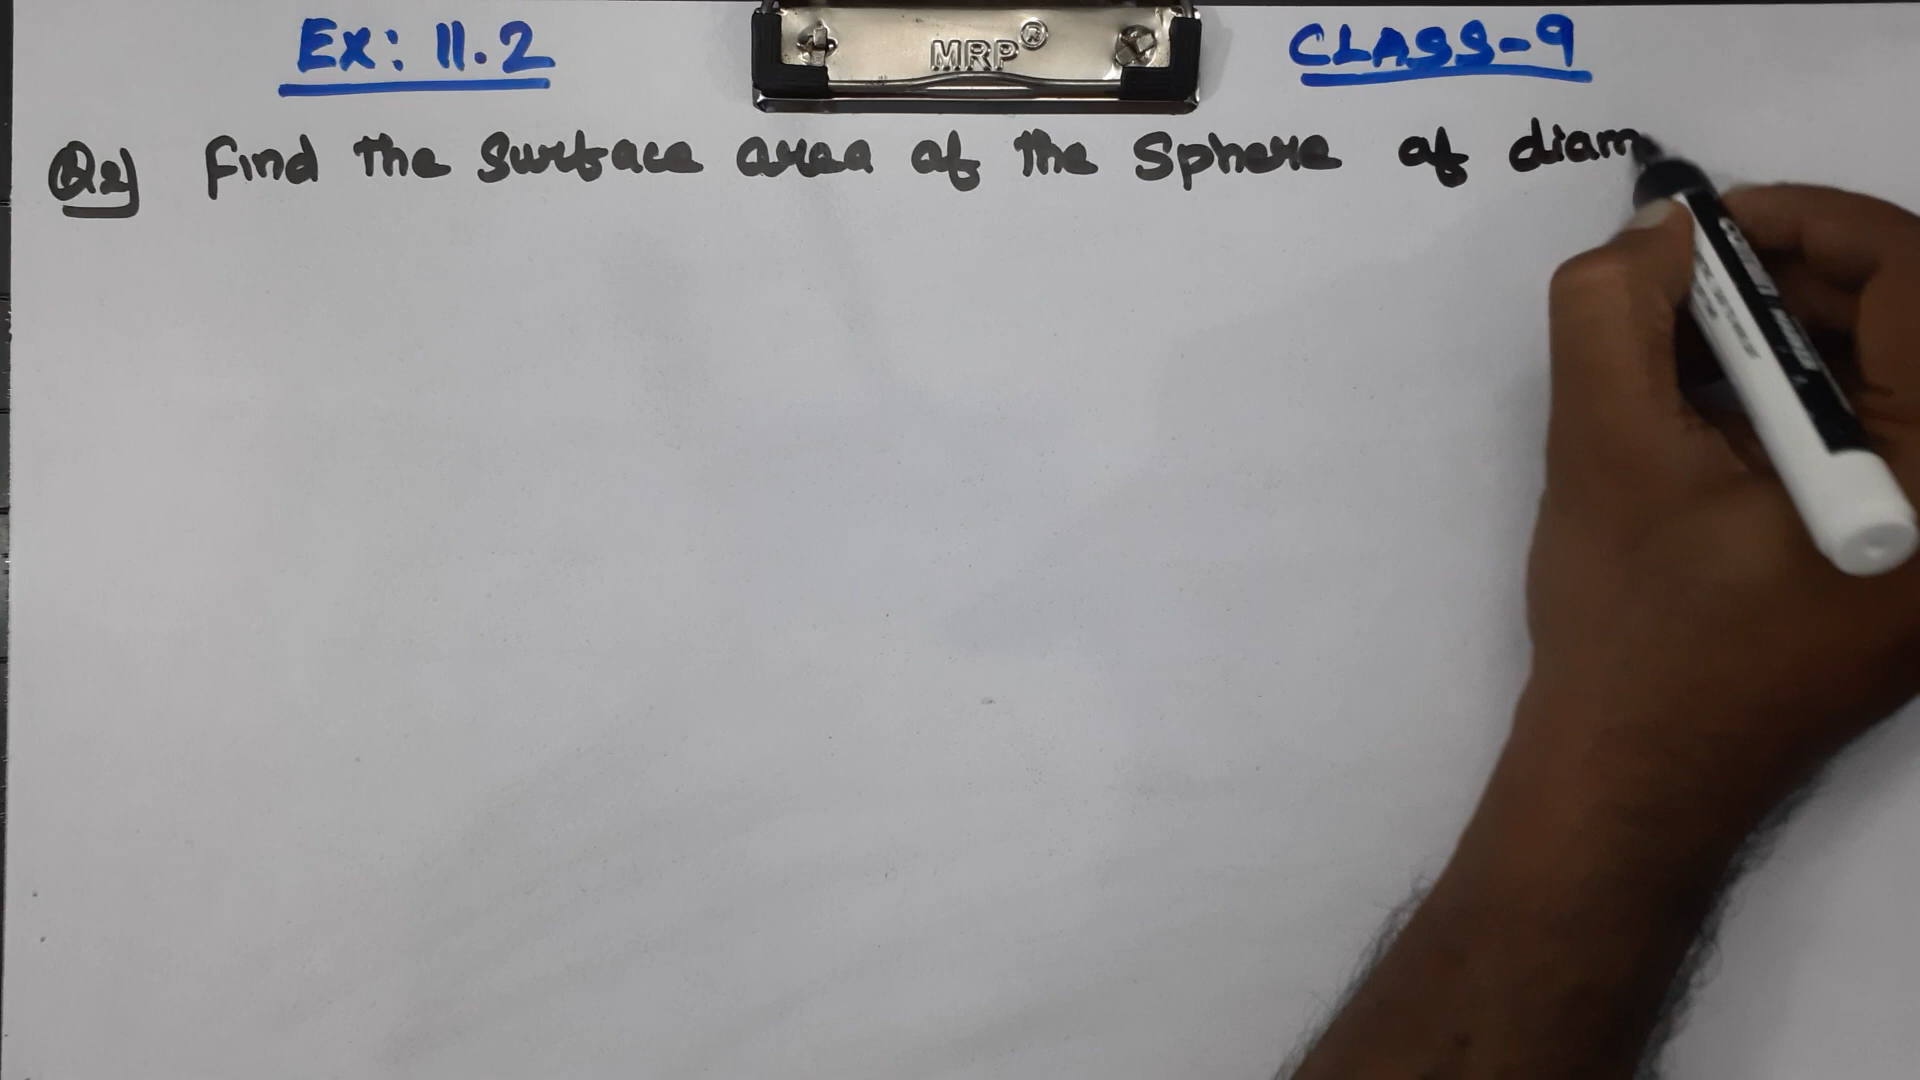 Ex: 11.2
MRP®
CLASS-9
Q2) Find the Surface area of the Sphere of diam